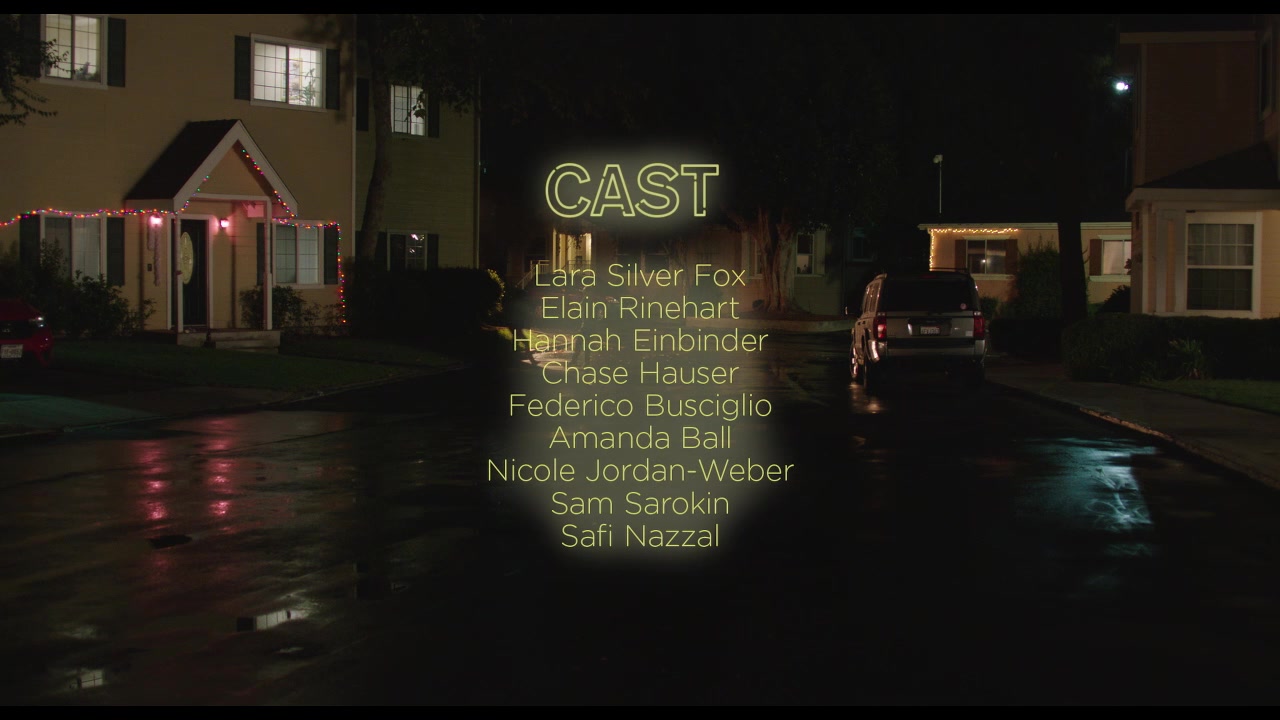 CAST
Lara Silver Fox
Elain Rinehart
Hannah Einbinder
Chase Hauser
Federico Busciglio
Amanda Ball
Nicole Jordan-Weber
Sam Sarokin
Safi Nazzal